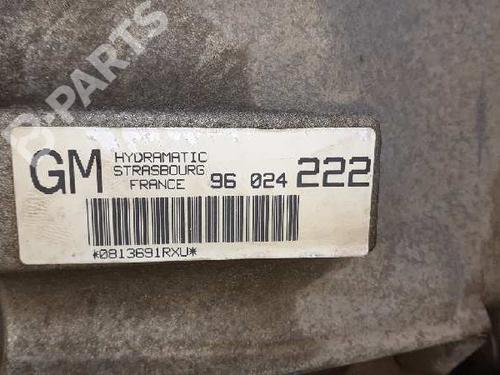 B-PARTS
GM HYDRAMATIC
STRASBOURG
FRANCE 96 024 222
*0813691RXU*